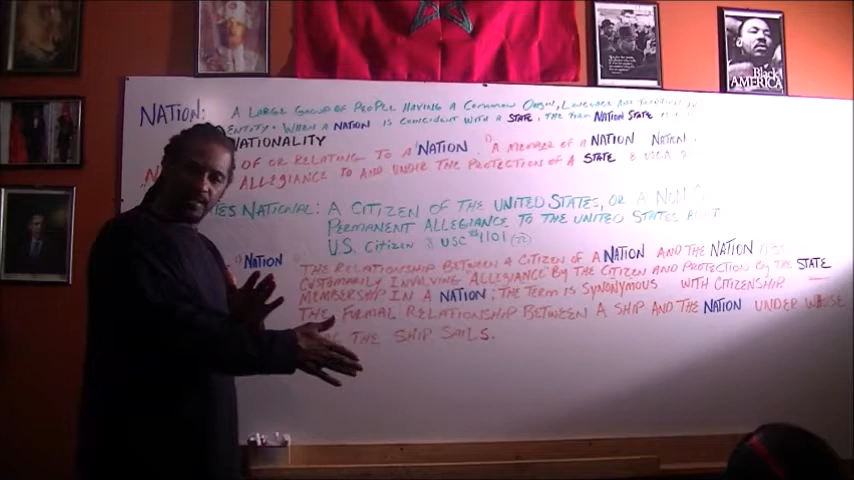 NATION: A LARGE GROUP OF PEOPLE HAVING A COMMON ORIGIN, LANGUAGE AND
ENTITY. WHEN A NATION IS COINCIDENT WITH A STATE, THE TERM NATION STATE
NATIONALITY
OF OR RELATING TO A NATION. A MEMBER OF A NATION NATION
ALLEGIANCE TO AND UNDER THE PROTECTION OF A STATE 8 USCA
NATIONAL: A CITIZEN OF THE UNITED STATES, OR A
PERMANENT ALLEGIANCE TO THE UNITED STATES
U.S. CITIZEN 8 USC 1101 (22)
NATION THE RELATIONSHIP BETWEEN A CITIZEN OF A NATION AND THE NATION
CUSTOMARILY INVOLVING "ALLEGIANCE" BY THE CITIZEN AND PROTECTION BY THE STATE
MEMBERSHIP IN A NATION; THE TERM IS SYNONYMOUS WITH CITIZENSHIP
THE FORMAL RELATIONSHIP BETWEEN A SHIP AND THE NATION UNDER WHOSE
THE SHIP SAILS.
Black
AMERICA